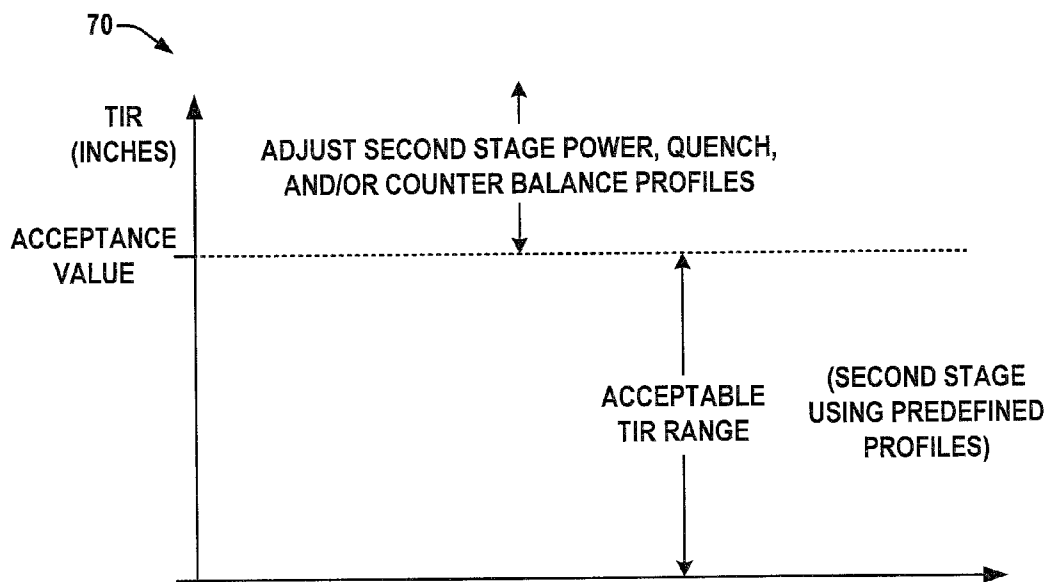 70
TIR
(INCHES)
ADJUST SECOND STAGE POWER, QUENCH,
AND/OR COUNTER BALANCE PROFILES
ACCEPTANCE
VALUE
ACCEPTABLE
TIR RANGE
(SECOND STAGE
USING PREDEFINED
PROFILES)